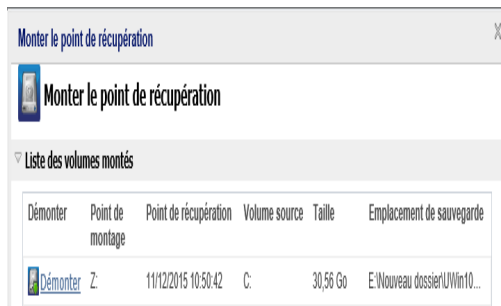 Monter le point de récupération
X
Monter le point de récupération
Liste des volumes montés
Démonter Point de montage Point de récupération Volume source Taille Emplacement de sauvegarde
Démonter Z: 11/12/2015 10:50:42 C: 30,56 Go E:\Nouveau dossier\UWin10...